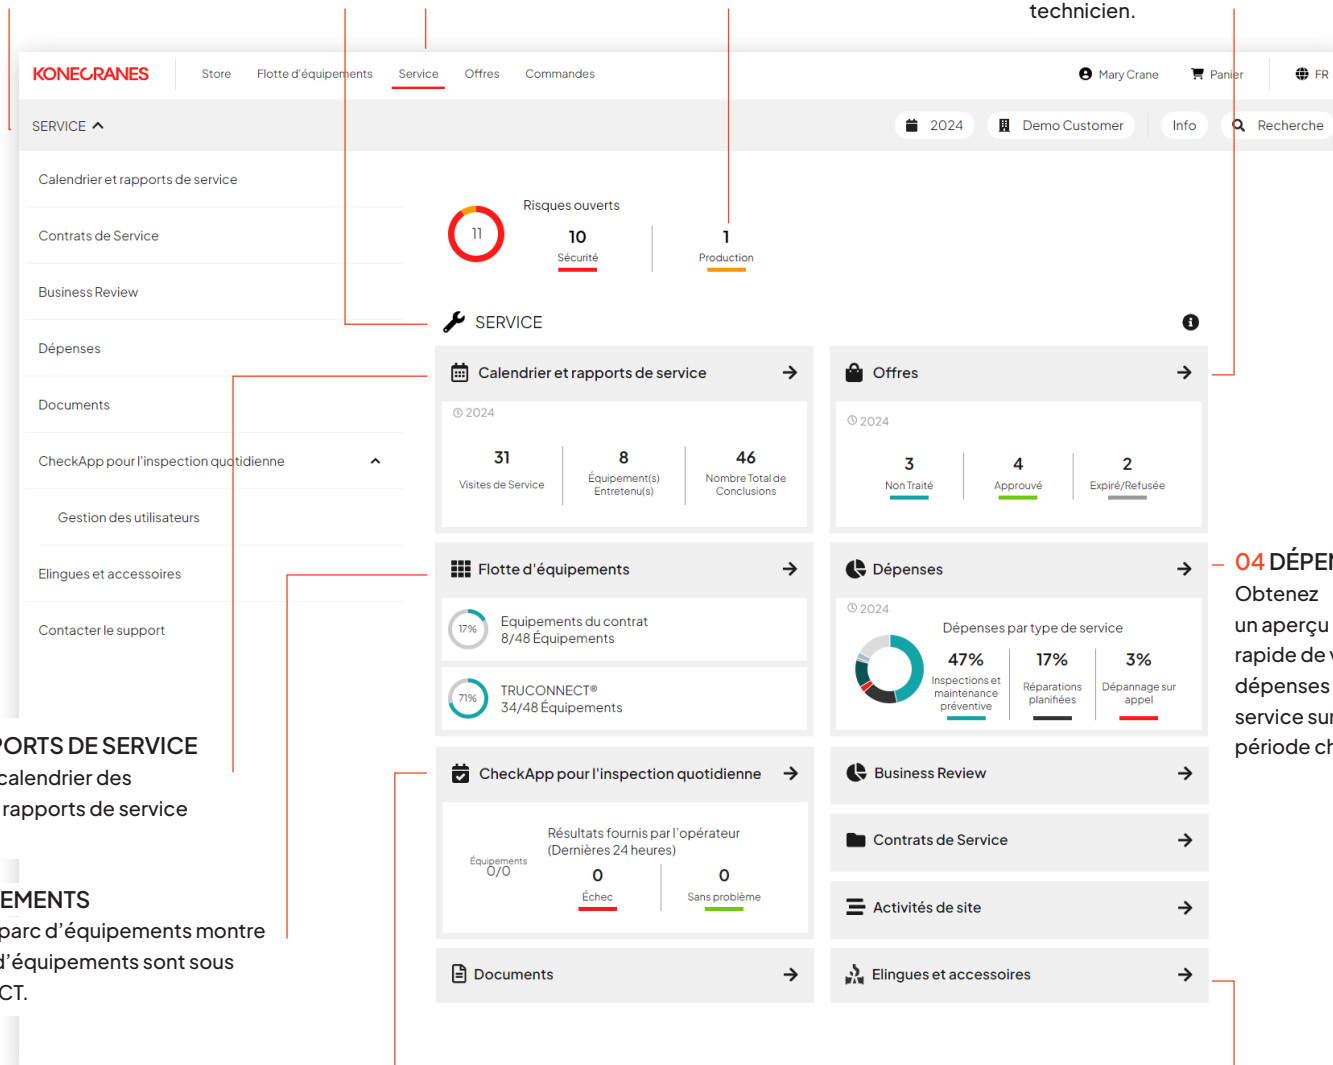 technicien.
KONECRANES
Store
Flotte d'équipements
Service
Offres
Commandes
Mary Crane
Panier
FR
SERVICE
2024
Demo Customer
Info
Recherche
Calendrier et rapports de service
Contrats de Service
Business Review
Dépenses
Documents
CheckApp pour l'inspection quotidienne
Gestion des utilisateurs
Elingues et accessoires
Contacter le support
11
Risques ouverts
10
Sécurité
1
Production
SERVICE
Calendrier et rapports de service
2024
31
Visites de Service
8
Équipement(s)
Entretenu(s)
46
Nombre Total de
Conclusions
Offres
2024
3
Non Traité
4
Approuvé
2
Expiré/Refusée
Flotte d'équipements
17%
Equipements du contrat
8/48 Équipements
71%
TRUCONNECT®
34/48 Équipements
Dépenses
2024
Dépenses par type de service
47%
Inspections et
maintenance
préventive
17%
Réparations
planifiées
3%
Dépannage sur
appel
04 DÉPEN
Obtenez
un aperçu
rapide de v
dépenses
service sur
période ch
PORTS DE SERVICE
calendrier des
rapports de service
EMENTS
parc d’équipements montre
d’équipements sont sous
CT.
CheckApp pour l'inspection quotidienne
Équipements
0/0
Résultats fournis par l’opérateur
(Dernières 24 heures)
0
Échec
0
Sans problème
Business Review
Contrats de Service
Activités de site
Documents
Elingues et accessoires